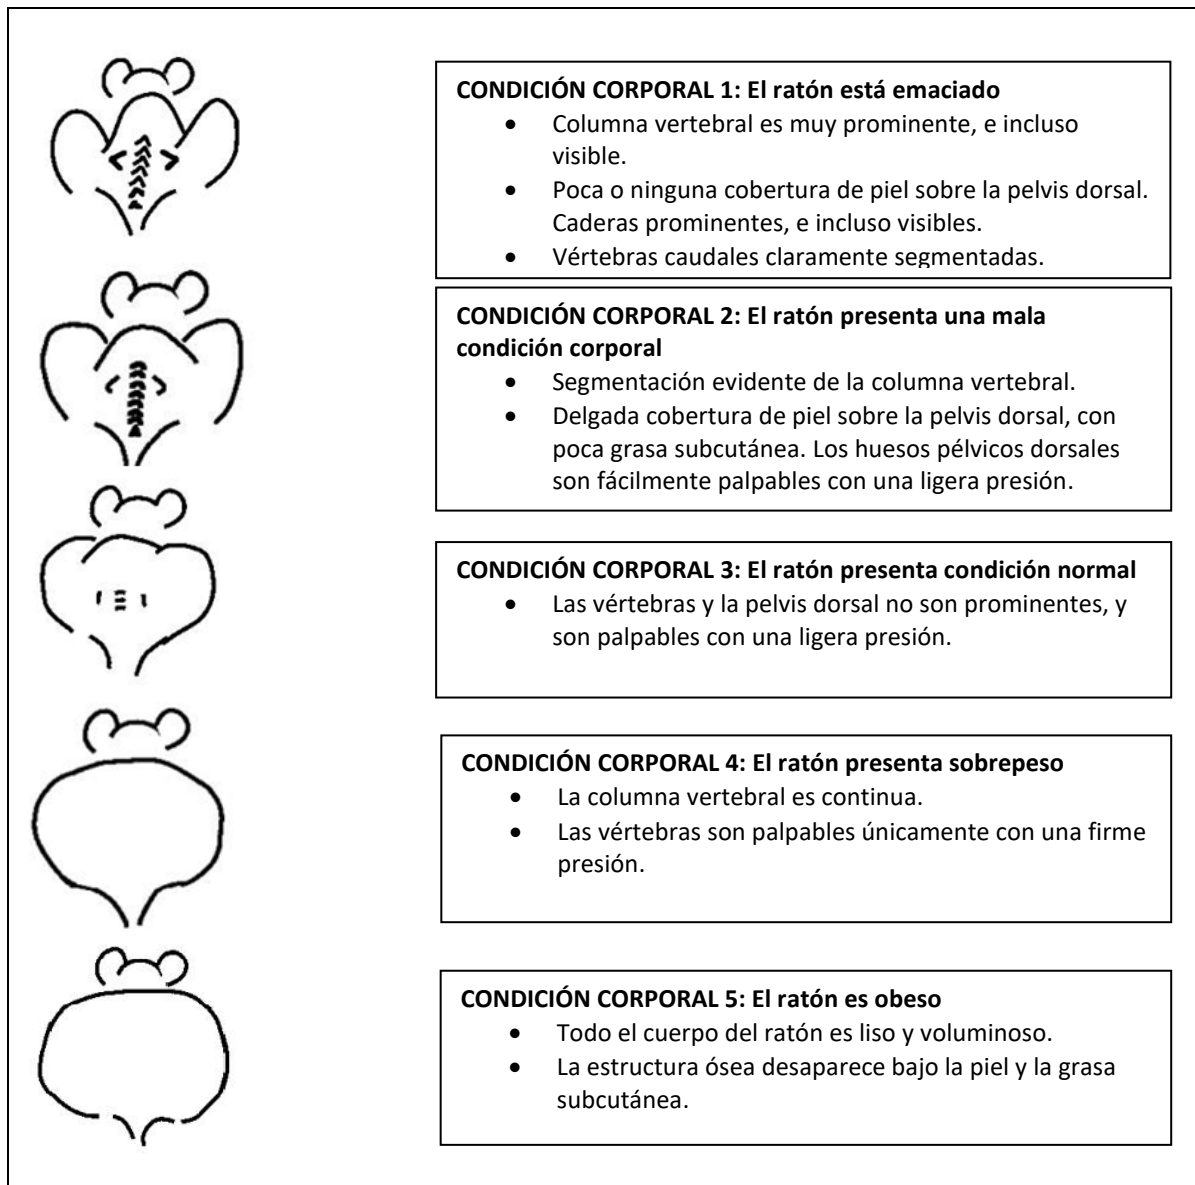 CONDICIÓN CORPORAL 1: El ratón está emaciado
• Columna vertebral es muy prominente, e incluso
visible.
• Poca o ninguna cobertura de piel sobre la pelvis dorsal.
Caderas prominentes, e incluso visibles.
• Vértebras caudales claramente segmentadas.
CONDICIÓN CORPORAL 2: El ratón presenta una mala
condición corporal
• Segmentación evidente de la columna vertebral.
• Delgada cobertura de piel sobre la pelvis dorsal, con
poca grasa subcutánea. Los huesos pélvicos dorsales
son fácilmente palpables con una ligera presión.
CONDICIÓN CORPORAL 3: El ratón presenta condición normal
• Las vértebras y la pelvis dorsal no son prominentes, y
son palpables con una ligera presión.
CONDICIÓN CORPORAL 4: El ratón presenta sobrepeso
• La columna vertebral es continua.
• Las vértebras son palpables únicamente con una firme
presión.
CONDICIÓN CORPORAL 5: El ratón es obeso
• Todo el cuerpo del ratón es liso y voluminoso.
• La estructura ósea desaparece bajo la piel y la grasa
subcutánea.